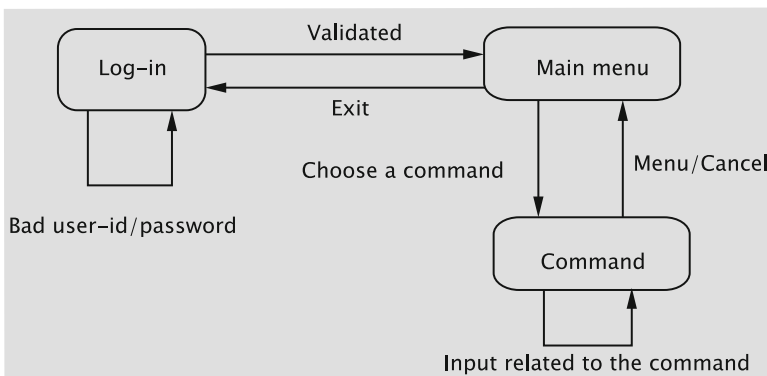 Validated
Log-in
Main menu
Exit
Choose a command
Menu/Cancel
Bad user-id/password
Command
Input related to the command